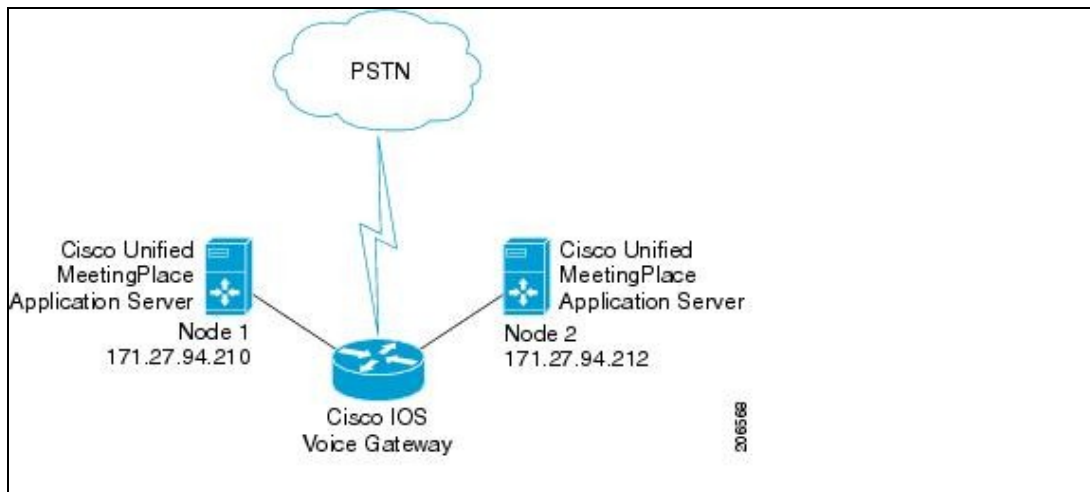 PSTN
Cisco Unified
MeetingPlace
Application Server
Node 1
171.27.94.210
Cisco Unified
MeetingPlace
Application Server
Node 2
171.27.94.212
Cisco IOS
Voice Gateway
206568